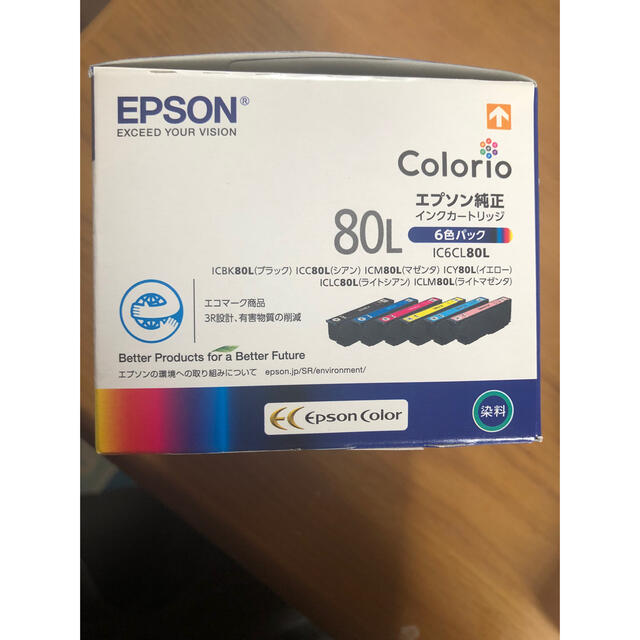 EPSON®
EXCEED YOUR VISION
Colorio
エプソン純正
インクカートリッジ
80L
6色パック
IC6CL80L
ICBK80L(ブラック) ICC80L(シアン) ICM80L(マゼンタ) ICY80L(イエロー)
ICLC80L(ライトシアン) ICLM80L(ライトマゼンタ)
エコマーク商品
3R設計、有害物質の削減
Better Products for a Better Future
エプソンの環境への取り組みについて epson.jp/SR/environment/
EC Epson Color
染料